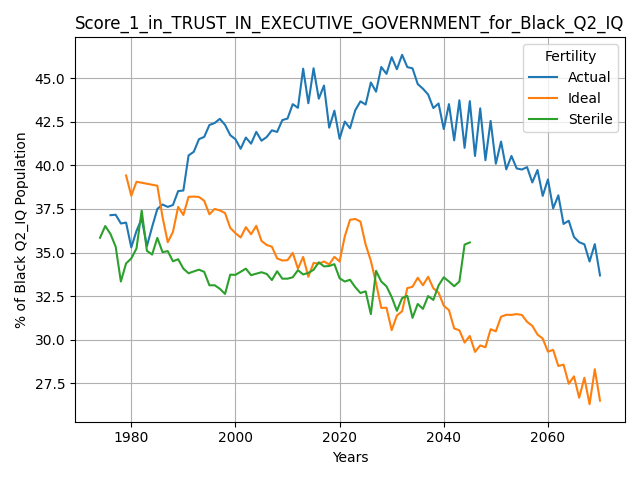 Score_1_in_TRUST_IN_EXECUTIVE_GOVERNMENT_for_Black_Q2_IQ
Fertility
Actual
Ideal
Sterile
% of Black Q2_IQ Population
45.0
42.5
40.0
37.5
35.0
32.5
30.0
27.5
1980
2000
2020
2040
2060
Years